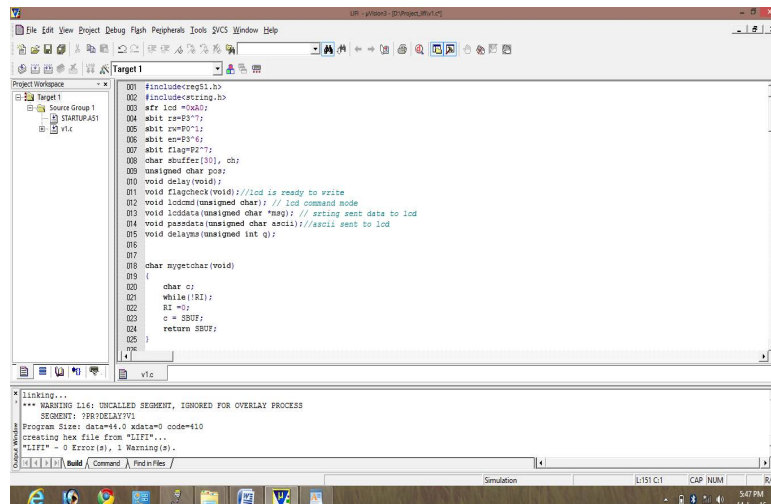 LIFI - µVision3 - [D:\Project_lifi\v1.c*]
File Edit View Project Debug Flash Peripherals Tools SVCS Window Help
Target 1
Project Workspace
Target 1
Source Group 1
STARTUP.A51
v1.c
001 #include<reg51.h>
002 #include<string.h>
003 sfr lcd =0xA0;
004 sbit rs=P3^7;
005 sbit rw=P0^1;
006 sbit en=P3^6;
007 sbit flag=P2^7;
008 char sbuffer[30], ch;
009 unsigned char pos;
010 void delay(void);
011 void flagcheck(void);//lcd is ready to write
012 void lcdcmd(unsigned char); // lcd command mode
013 void lcddata(unsigned char *msg); // srting sent data to lcd
014 void passdata(unsigned char ascii);//ascii sent to lcd
015 void delayms(unsigned int q);
016
017
018 char mygetchar(void)
019 {
020 char c;
021 while(!RI);
022 RI =0;
023 c = SBUF;
024 return SBUF;
025 }
026
v1.c
linking...
*** WARNING L16: UNCALLED SEGMENT, IGNORED FOR OVERLAY PROCESS
SEGMENT: ?PR?DELAY?V1
Program Size: data=44.0 xdata=0 code=410
creating hex file from "LIFI"...
"LIFI" - 0 Error(s), 1 Warning(s).
Output Window
Build Command Find in Files
Simulation L:151 C:1 CAP NUM
5:47 PM